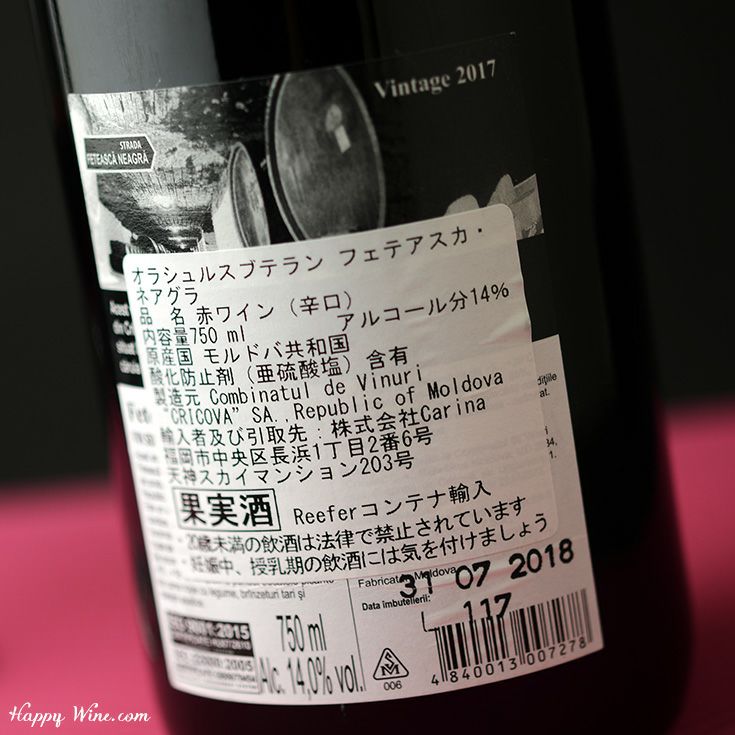 Vintage 2017
STRADA
FETEASCĂ NEAGRĂ
オラシュルスブテラン フェテアスカ・
ネアグラ
品 名 赤ワイン（辛口）
内容量750 ml アルコール分14%
原産国 モルドバ共和国
酸化防止剤（亜硫酸塩）含有
製造元 Combinatul de Vinuri
"CRICOVA" SA.,Republic of Moldova
輸入者及び引取先：株式会社Carina
福岡市中央区長浜1丁目2番6号
天神スカイマンション203号
果実酒 Reeferコンテナ輸入
・20歳未満の飲酒は法律で禁止されています
・妊娠中、授乳期の飲酒には気を付けましょう
legume, brînzeturi tari și
Moldova
31 07 2018
Data îmbutelierii:
L 117
750 ml
Alc. 14,0% vol.
006
4 840013 007278
Happy Wine.com